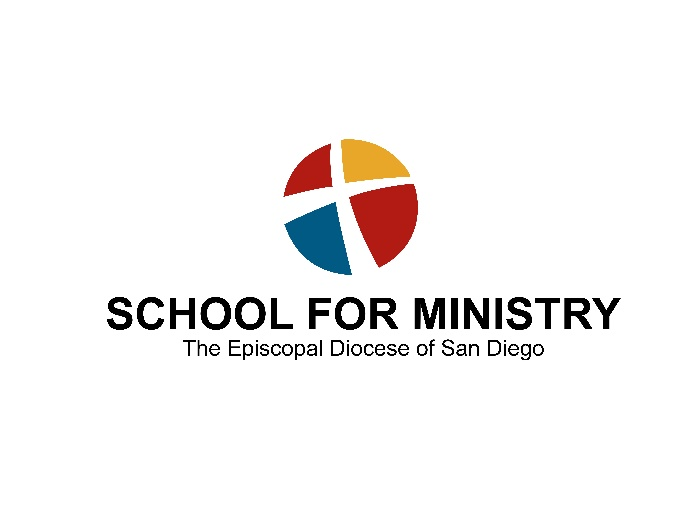 SCHOOL FOR MINISTRY
The Episcopal Diocese of San Diego